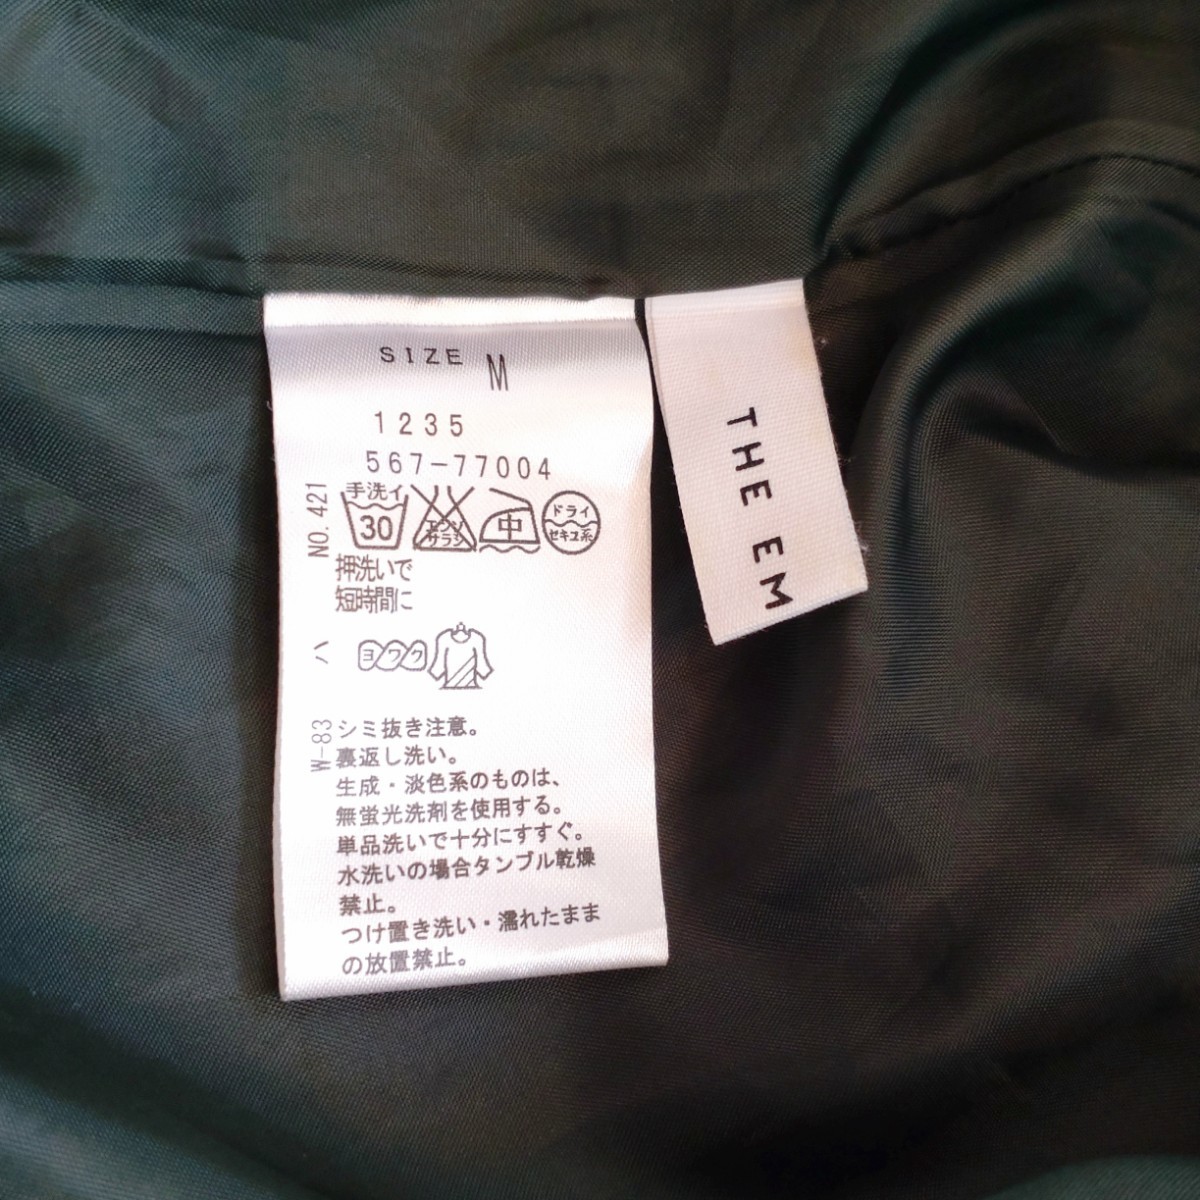 SIZE M
1235
567-77004
NO.421
手洗イ
30
エンソ
サラシ
中
ドライ
セキユ系
押洗いで
短時間に
ハ
ヨワク
W-83
シミ抜き注意。
裏返し洗い。
生成・淡色系のものは、
無蛍光洗剤を使用する。
単品洗いで十分にすすぐ。
水洗いの場合タンブル乾燥
禁止。
つけ置き洗い・濡れたまま
の放置禁止。
THE EM